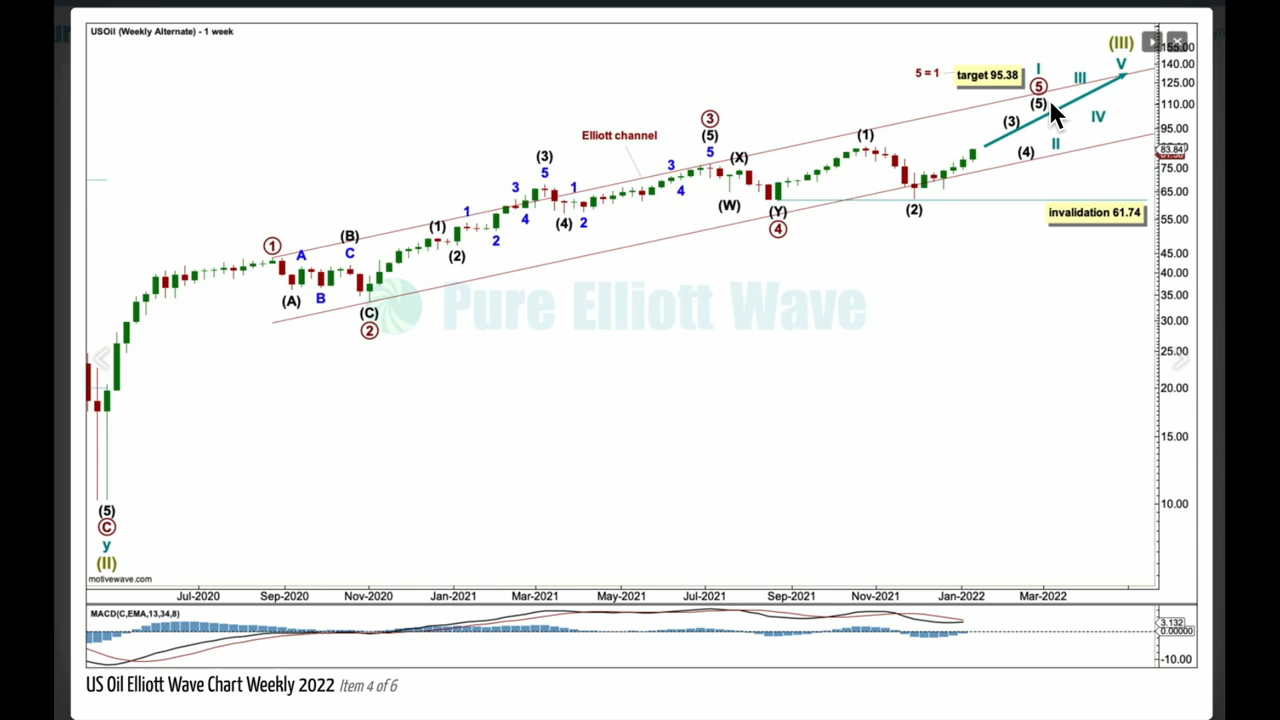 USOil (Weekly Alternate) - 1 week
(III)
155.00
I
V
5 = 1
target 95.38
III
140.00
5
125.00
(5)
110.00
3
(3)
IV
Elliott channel
(5)
(1)
95.00
(3)
5
(X)
(4)
II
83.84
5
3
75.00
3
1
4
65.00
(1)
1
4
(4)
2
(W)
(Y)
(2)
invalidation 61.74
55.00
1
(B)
2
4
A
C
(2)
45.00
40.00
(A)
B
35.00
(C)
Pure Elliott Wave
2
30.00
25.00
20.00
15.00
10.00
(5)
C
y
(II)
motivewave.com
Jul-2020 Sep-2020 Nov-2020 Jan-2021 Mar-2021 May-2021 Jul-2021 Sep-2021 Nov-2021 Jan-2022 Mar-2022
MACD(C,EMA,13,34,8)
3.132
0.00000
-10.00
US Oil Elliott Wave Chart Weekly 2022 Item 4 of 6